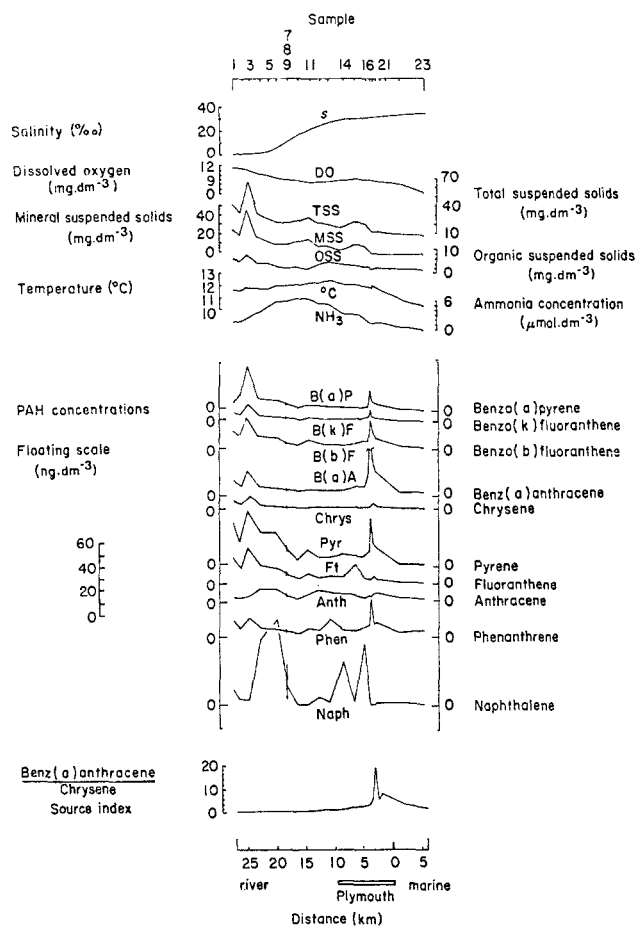 Sample
7
8
1 3 5 9 11 14 16 21 23
40
20
0
Salinity (‰)
S
12
9
0
Dissolved oxygen
(mg.dm⁻³)
DO
70
40
10
Total suspended solids
(mg.dm⁻³)
TSS
40
20
0
Mineral suspended solids
(mg.dm⁻³)
MSS
10
0
Organic suspended solids
(mg.dm⁻³)
OSS
13
12
11
10
Temperature (°C)
°C
6
0
Ammonia concentration
(μmol.dm⁻³)
NH₃
PAH concentrations
Floating scale
(ng.dm⁻³)
60
40
20
0
0 B(a)P 0 Benzo(a)pyrene
0 B(k)F 0 Benzo(k)fluoranthene
0 B(b)F 0 Benzo(b)fluoranthene
0 B(a)A 0 Benz(a)anthracene
0 Chrys 0 Chrysene
0 Pyr 0 Pyrene
0 Ft 0 Fluoranthene
0 Anth 0 Anthracene
0 Phen 0 Phenanthrene
0 Naph 0 Naphthalene
Benz(a)anthracene
Chrysene
Source index
20
10
0
25 20 15 10 5 0 5
river Plymouth marine
Distance (km)